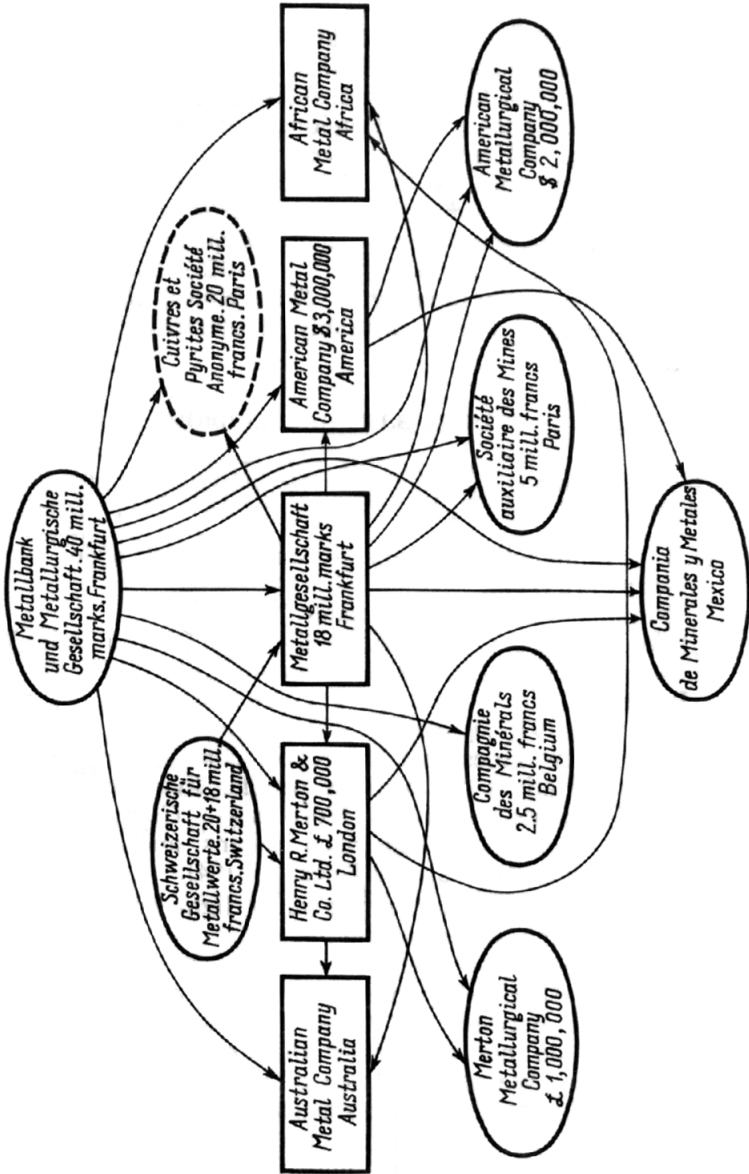 Metallbank
und Metallurgische
Gesellschaft. 40 mill.
marks. Frankfurt
Schweizerische
Gesellschaft für
Metallwerte. 20+18 mill.
francs. Switzerland
Cuivres et
Pyrites Société
Anonyme. 20 mill.
francs. Paris
Australian
Metal Company
Australia
Henry R. Merton &
Co. Ltd. £ 700,000
London
Metallgesellschaft
18 mill. marks
Frankfurt
American Metal
Company $3,000,000
America
African
Metal Company
Africa
Merton
Metallurgical
Company
£ 1,000,000
Compagnie
des Minérals
2.5 mill. francs
Belgium
Société
auxiliaire des Mines
5 mill. francs
Paris
American
Metallurgical
Company
$ 2,000,000
Compania
de Minerales y Metales
Mexico